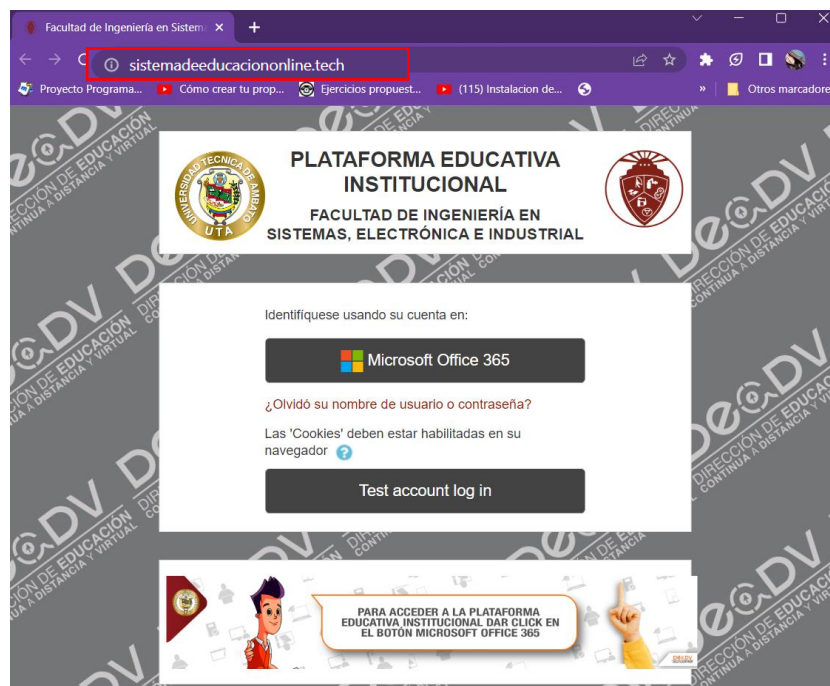 Facultad de Ingeniería en Sistem
sistemadeeducaciononline.tech
Proyecto Programa...
Cómo crear tu prop...
Ejercicios propuest...
(115) Instalacion de...
»
Otros marcadore
UNIVERSIDAD TECNICA DE AMBATO
UTA
PLATAFORMA EDUCATIVA
INSTITUCIONAL
FACULTAD DE INGENIERÍA EN
SISTEMAS, ELECTRÓNICA E INDUSTRIAL
Identifíquese usando su cuenta en:
Microsoft Office 365
¿Olvidó su nombre de usuario o contraseña?
Las 'Cookies' deben estar habilitadas en su
navegador ?
Test account log in
PARA ACCEDER A LA PLATAFORMA
EDUCATIVA INSTITUCIONAL DAR CLICK EN
EL BOTÓN MICROSOFT OFFICE 365
DeaDV
DIRECCIÓN DE EDUCACIÓN
CONTINUA A DISTANCIA Y VIRTUAL